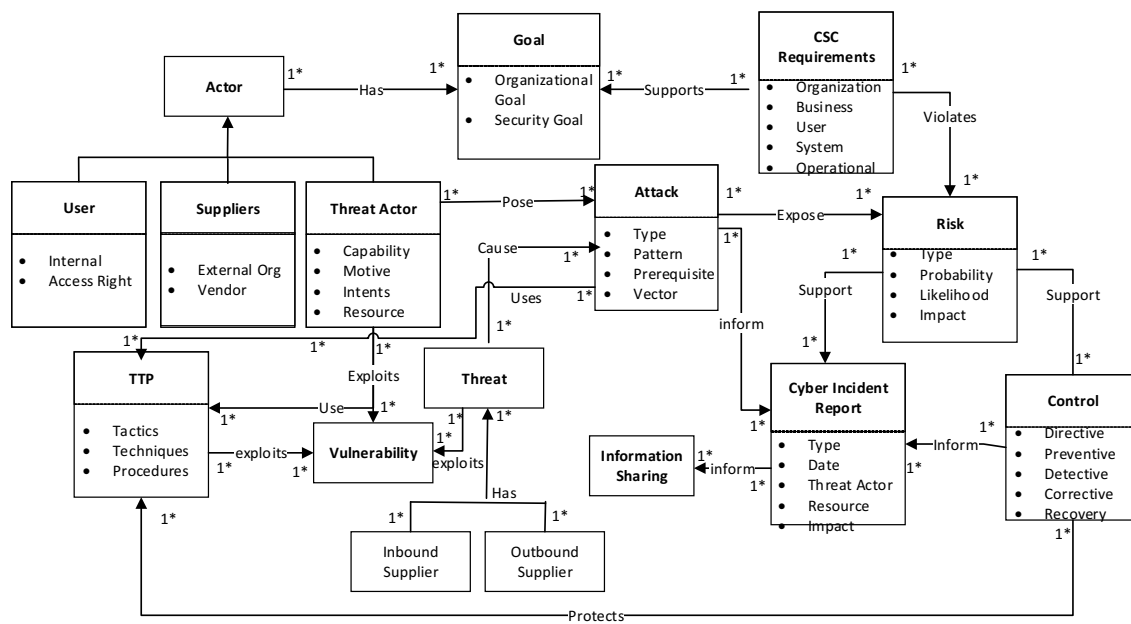 Goal
• Organizational
Goal
• Security Goal
CSC
Requirements
• Organization
• Business
• User
• System
• Operational
Actor
1*
Has
1*
1*
Supports
1*
1*
Violates
1*
User
• Internal
• Access Right
Suppliers
• External Org
• Vendor
Threat Actor
• Capability
• Motive
• Intents
• Resource
1*
Pose
1*
Attack
• Type
• Pattern
• Prerequisite
• Vector
1*
Expose
1*
Risk
• Type
• Probability
• Likelihood
• Impact
Cause
1*
Uses
1*
1*
1*
inform
1*
Support
1*
1*
Support
1*
1*
1*
1*
Exploits
TTP
• Tactics
• Techniques
• Procedures
Use
1*
1*
exploits
1*
1*
Vulnerability
Threat
1*
1*
exploits
1*
Has
1*
1*
Inbound
Supplier
Outbound
Supplier
Information
Sharing
1*
inform
1*
Cyber Incident
Report
• Type
• Date
• Threat Actor
• Resource
• Impact
1*
1*
Inform
1*
Control
• Directive
• Preventive
• Detective
• Corrective
• Recovery
1*
1*
1*
Protects